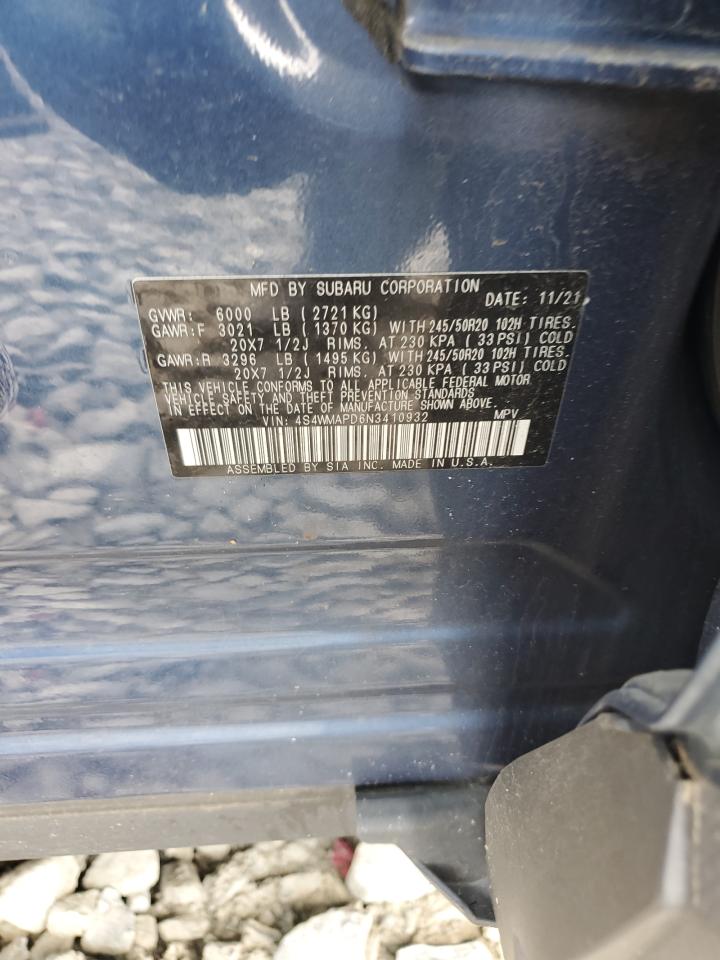 MFD BY SUBARU CORPORATION
DATE: 11/21
GVWR: 6000 LB ( 2721 KG)
GAWR:F 3021 LB ( 1370 KG) WITH 245/50R20 102H TIRES.
20X7 1/2J RIMS. AT 230 KPA ( 33 PSI) COLD
GAWR:R 3296 LB ( 1495 KG) WITH 245/50R20 102H TIRES.
20X7 1/2J RIMS. AT 230 KPA ( 33 PSI) COLD
THIS VEHICLE CONFORMS TO ALL APPLICABLE FEDERAL MOTOR
VEHICLE SAFETY AND THEFT PREVENTION STANDARDS
IN EFFECT ON THE DATE OF MANUFACTURE SHOWN ABOVE.
VIN: 4S4WMAPD6N3410932 MPV
ASSEMBLED BY SIA INC. MADE IN U.S.A.